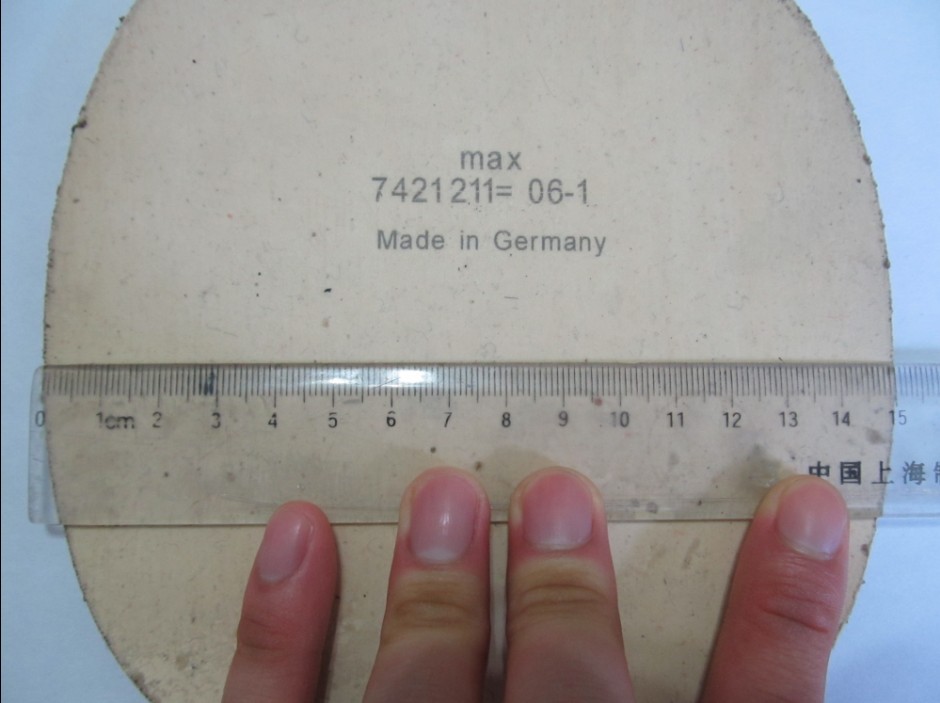 max
7421211= 06-1
Made in Germany
0 1cm 2 3 4 5 6 7 8 9 10 11 12 13 14 15
中国上海